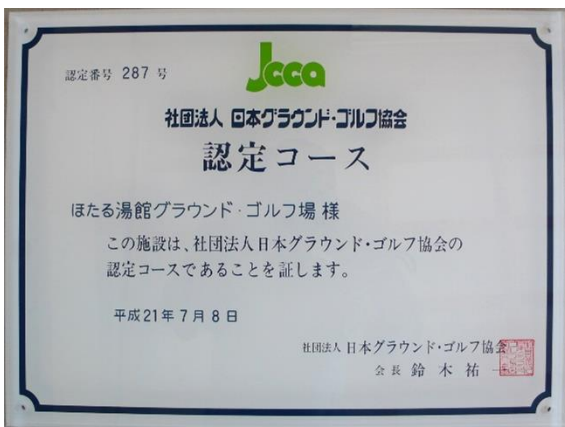 認定番号 287 号
Jcca
社団法人 日本グラウンド・ゴルフ協会
認定コース
ほたる湯館グラウンド・ゴルフ場 様
この施設は、社団法人日本グラウンド・ゴルフ協会の
認定コースであることを証します。
平成21年7月8日
社団法人 日本グラウンド・ゴルフ協会
会長 鈴木祐一